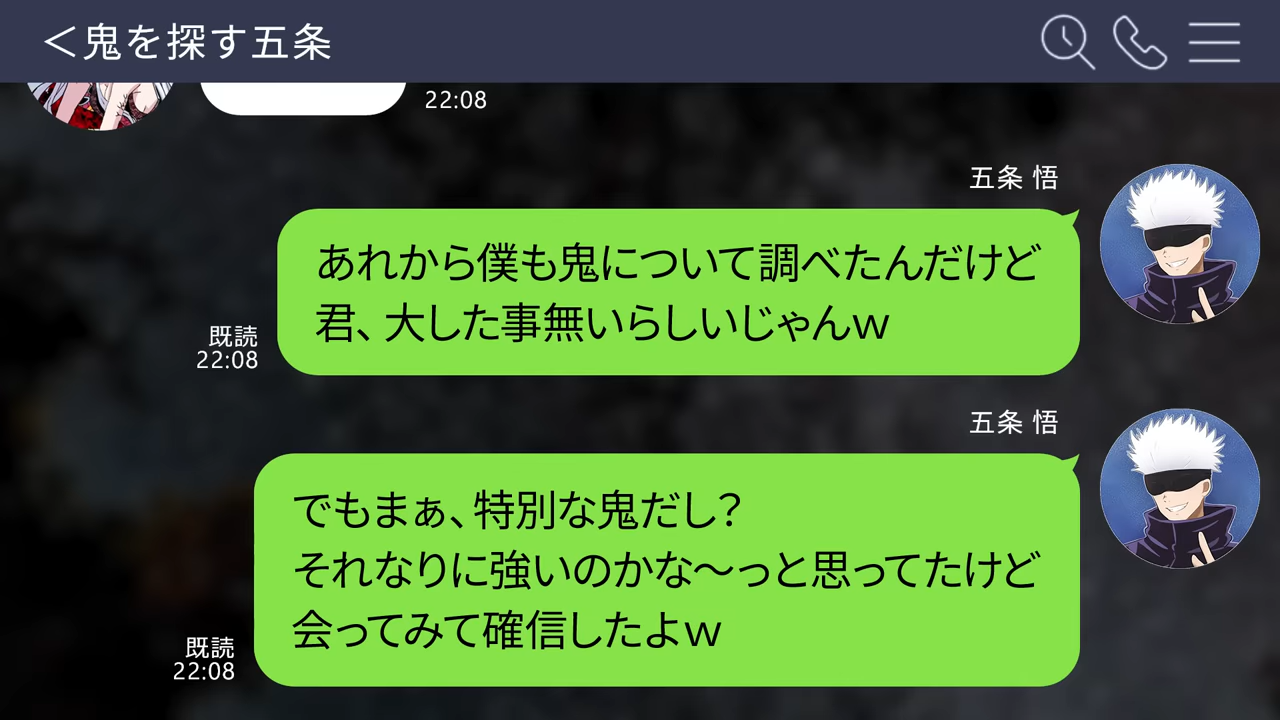 ＜鬼を探す五条
22:08
五条 悟
あれから僕も鬼について調べたんだけど
君、大した事無いらしいじゃんｗ
既読
22:08
五条 悟
でもまぁ、特別な鬼だし？
それなりに強いのかな〜っと思ってたけど
会ってみて確信したよｗ
既読
22:08